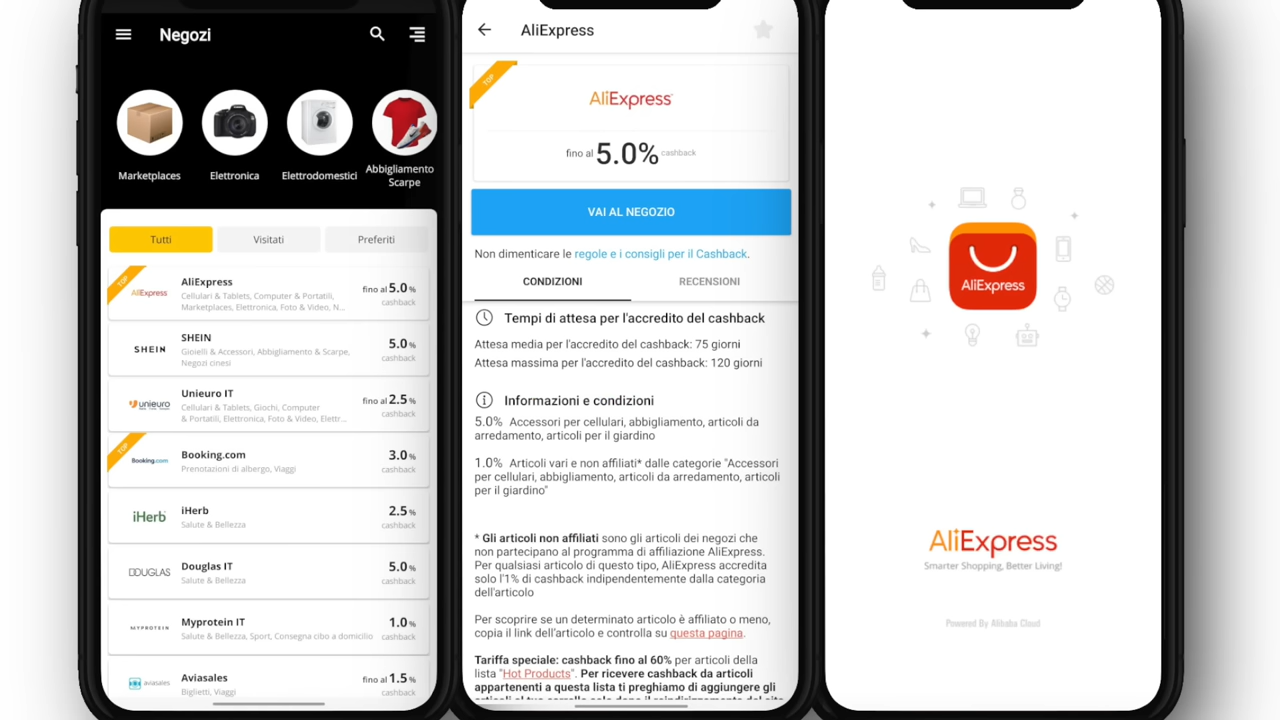 Negozi
Marketplaces
Elettronica
Elettrodomestici
Abbigliamento
Scarpe
Tutti
Visitati
Preferiti
TOP
AliExpress
AliExpress
Cellulari & Tablets, Computer & Portatili,
Marketplaces, Elettronica, Foto & Video, N...
fino al 5.0 %
cashback
SHEIN
SHEIN
Gioielli & Accessori, Abbigliamento & Scarpe,
Negozi cinesi
5.0 %
cashback
unieuro
Unieuro IT
Cellulari & Tablets, Giochi, Computer
& Portatili, Elettronica, Foto & Video, Elettr...
fino al 2.5 %
cashback
TOP
Booking.com
Booking.com
Prenotazioni di albergo, Viaggi
3.0 %
cashback
iHerb
iHerb
Salute & Bellezza
2.5 %
cashback
DOUGLAS
Douglas IT
Salute & Bellezza
5.0 %
cashback
MYPROTEIN
Myprotein IT
Salute & Bellezza, Sport, Consegna cibo a domicilio
1.0 %
cashback
aviasales
Aviasales
Biglietti, Viaggi
fino al 1.5 %
cashback
AliExpress
TOP
AliExpress
fino al 5.0% cashback
VAI AL NEGOZIO
Non dimenticare le regole e i consigli per il Cashback.
CONDIZIONI
RECENSIONI
Tempi di attesa per l'accredito del cashback
Attesa media per l'accredito del cashback: 75 giorni
Attesa massima per l'accredito del cashback: 120 giorni
Informazioni e condizioni
5.0% Accessori per cellulari, abbigliamento, articoli da
arredamento, articoli per il giardino
1.0% Articoli vari e non affiliati* dalle categorie "Accessori
per cellulari, abbigliamento, articoli da arredamento, articoli
per il giardino"
* Gli articoli non affiliati sono gli articoli dei negozi che
non partecipano al programma di affiliazione AliExpress.
Per qualsiasi articolo di questo tipo, AliExpress accredita
solo l'1% di cashback indipendentemente dalla categoria
dell'articolo
Per scoprire se un determinato articolo è affiliato o meno,
copia il link dell'articolo e controlla su questa pagina.
Tariffa speciale: cashback fino al 60% per articoli della
lista "Hot Products". Per ricevere cashback da articoli
appartenenti a questa lista ti preghiamo di aggiungere gli
AliExpress
AliExpress
Smarter Shopping, Better Living!
Powered By Alibaba Cloud